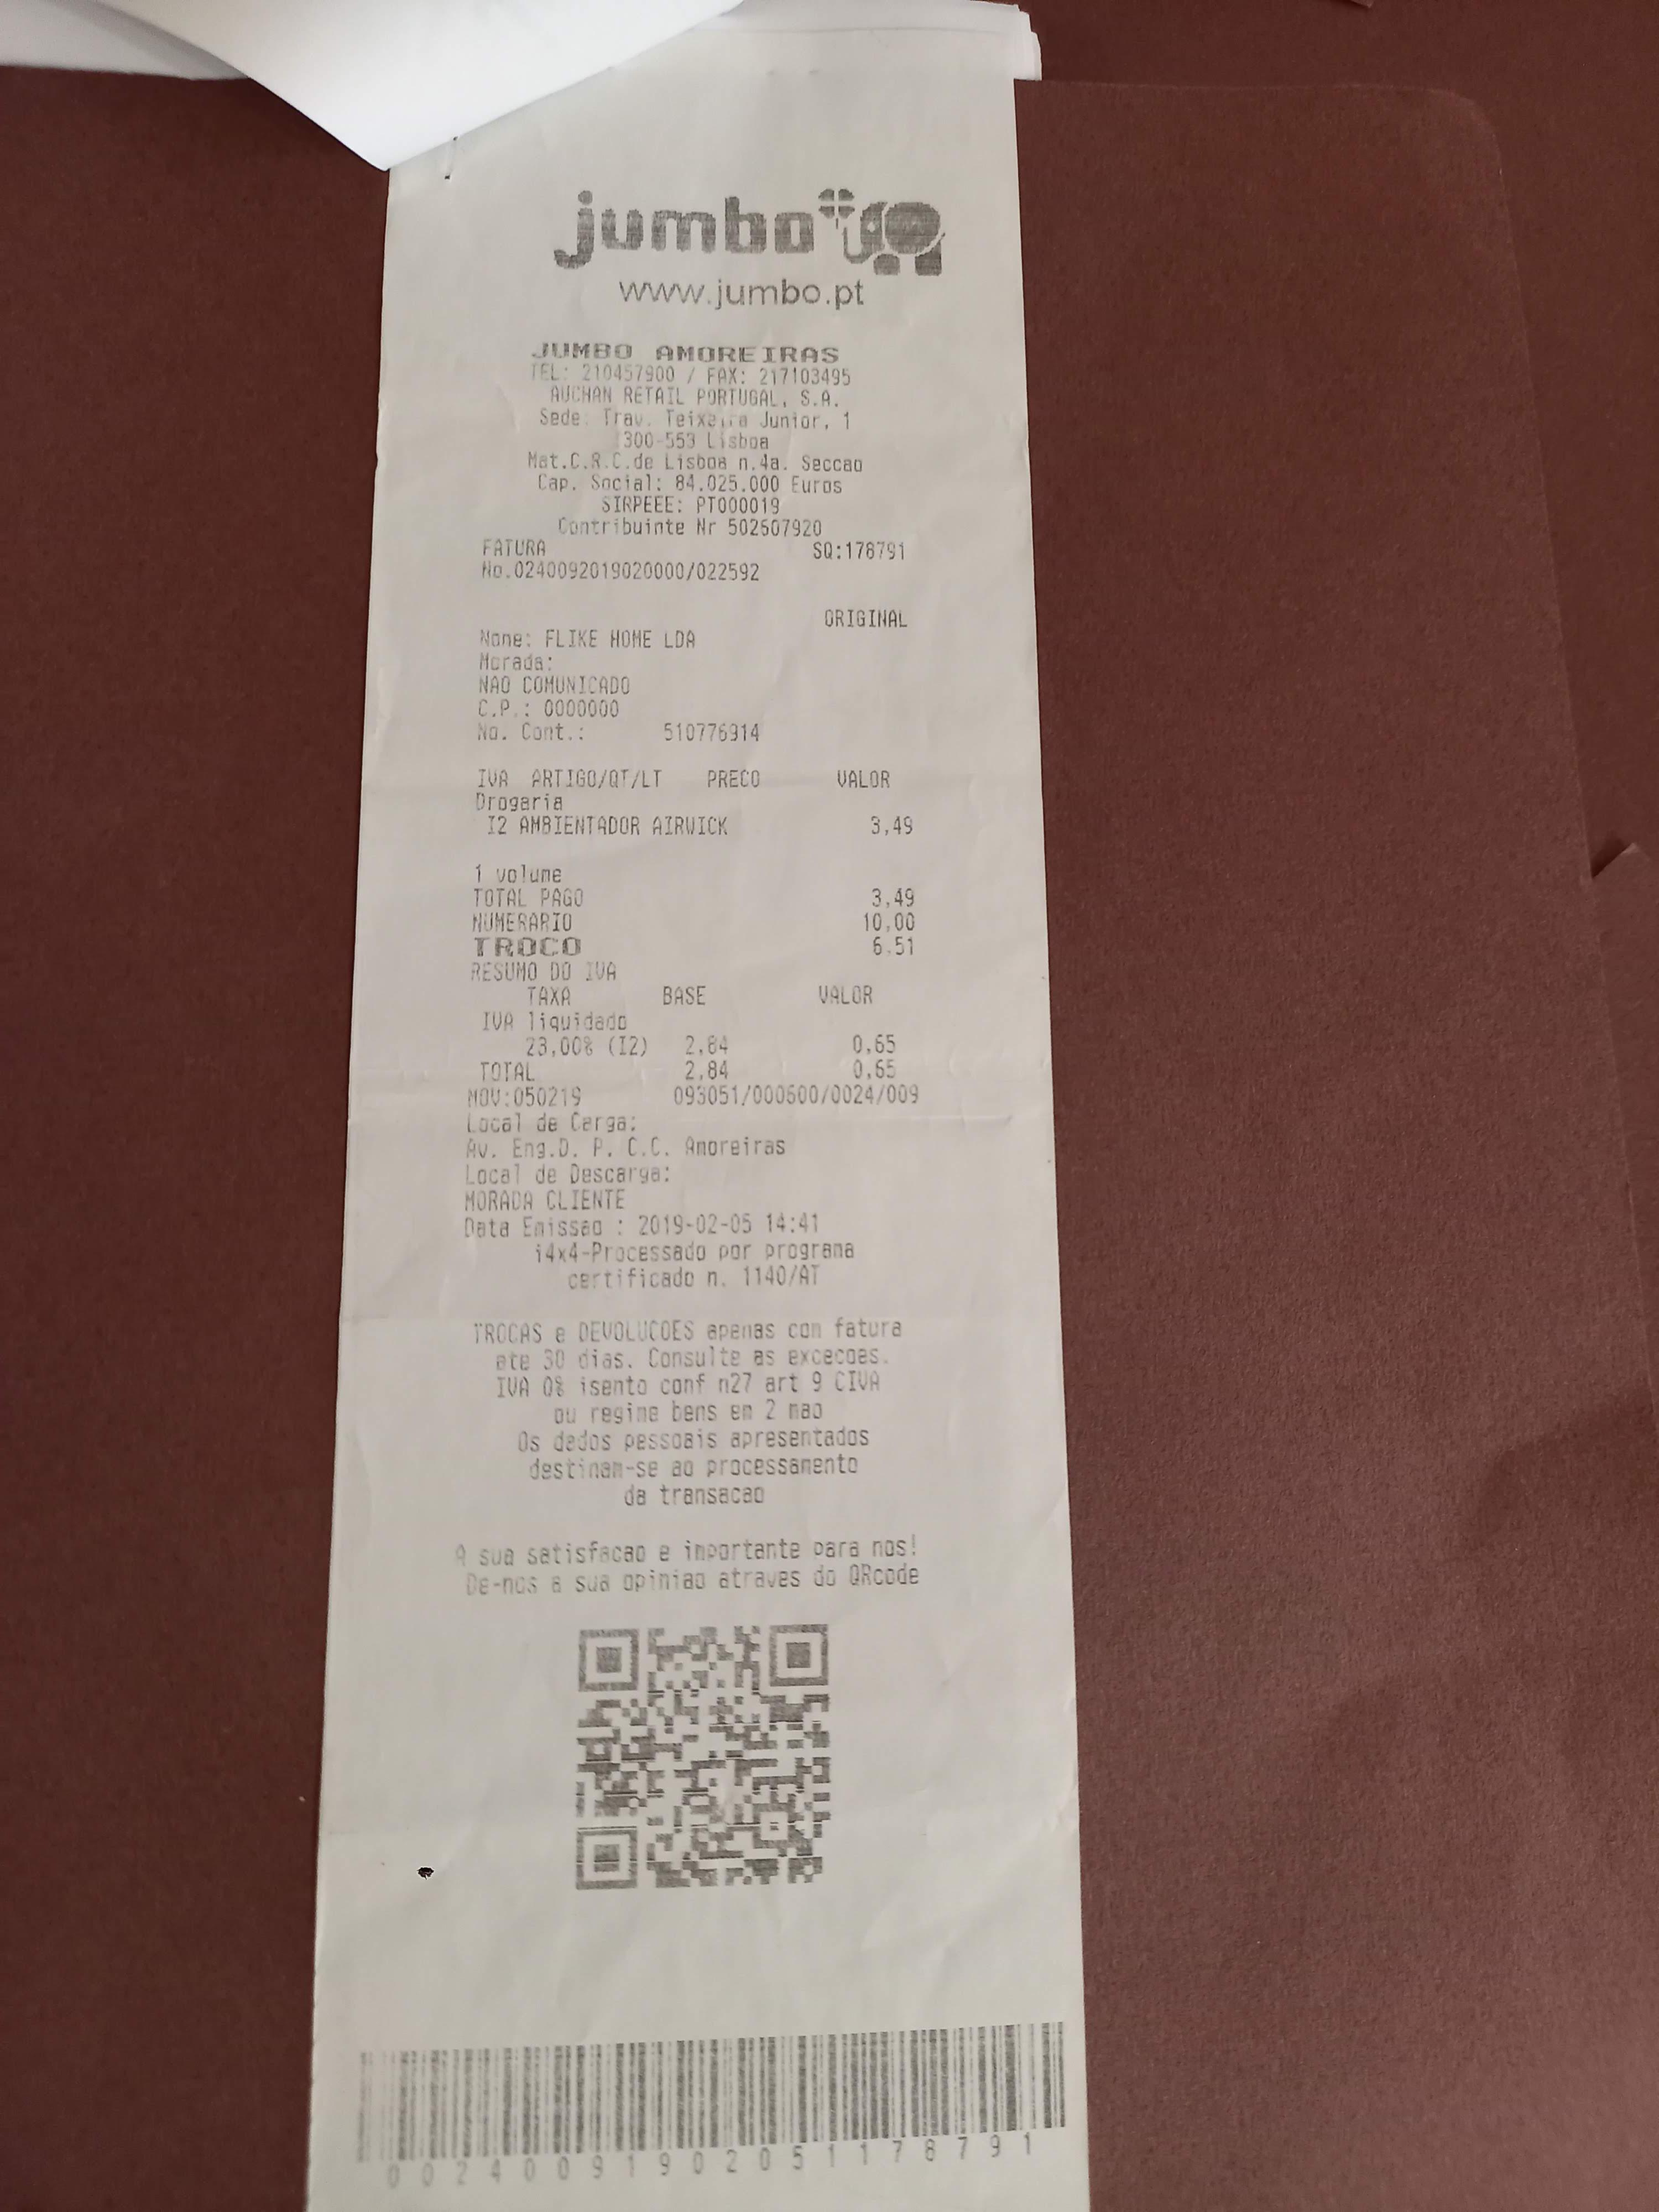 jumbo
www.jumbo.pt
JUMBO AMOREIRAS
TEL: 210457900 / FAX: 217103495
AUCHAN RETAIL PORTUGAL, S.A.
Sede: Trav. Teixeira Junior, 1
300-553 Lisboa
Mat.C.R.C.de Lisboa n.4a. Seccao
Cap. Social: 84.025.000 Euros
SIRPEEE: PT000019
Contribuinte Nr 502607920
FATURA SQ:178791
No.0240092019020000/022592
ORIGINAL
Nome: FLIKE HOME LDA
Morada:
NAO COMUNICADO
C.P.: 0000000
No. Cont.: 510776914
IVA ARTIGO/QT/LT PRECO VALOR
Drogaria
I2 AMBIENTADOR AIRWICK 3,49
1 volume
TOTAL PAGO 3,49
NUMERARIO 10,00
TROCO 6.51
RESUMO DO IVA
TAXA BASE VALOR
IVA liquidado
23,00% (I2) 2,84 0,65
TOTAL 2,84 0,65
MOV:050219 093051/000600/0024/009
Local de Carga:
Av. Eng.D. P. C.C. Amoreiras
Local de Descarga:
MORADA CLIENTE
Data Emissao : 2019-02-05 14:41
i4x4-Processado por programa
certificado n. 1140/AT
TROCAS e DEVOLUCOES apenas com fatura
ate 30 dias. Consulte as excecoes.
IVA 0% isento conf n27 art 9 CIVA
ou regime bens em 2 mao
Os dados pessoais apresentados
destinam-se ao processamento
da transacao
A sua satisfacao e importante para nos!
De-nos a sua opiniao atraves do QRcode
00240091902051178791